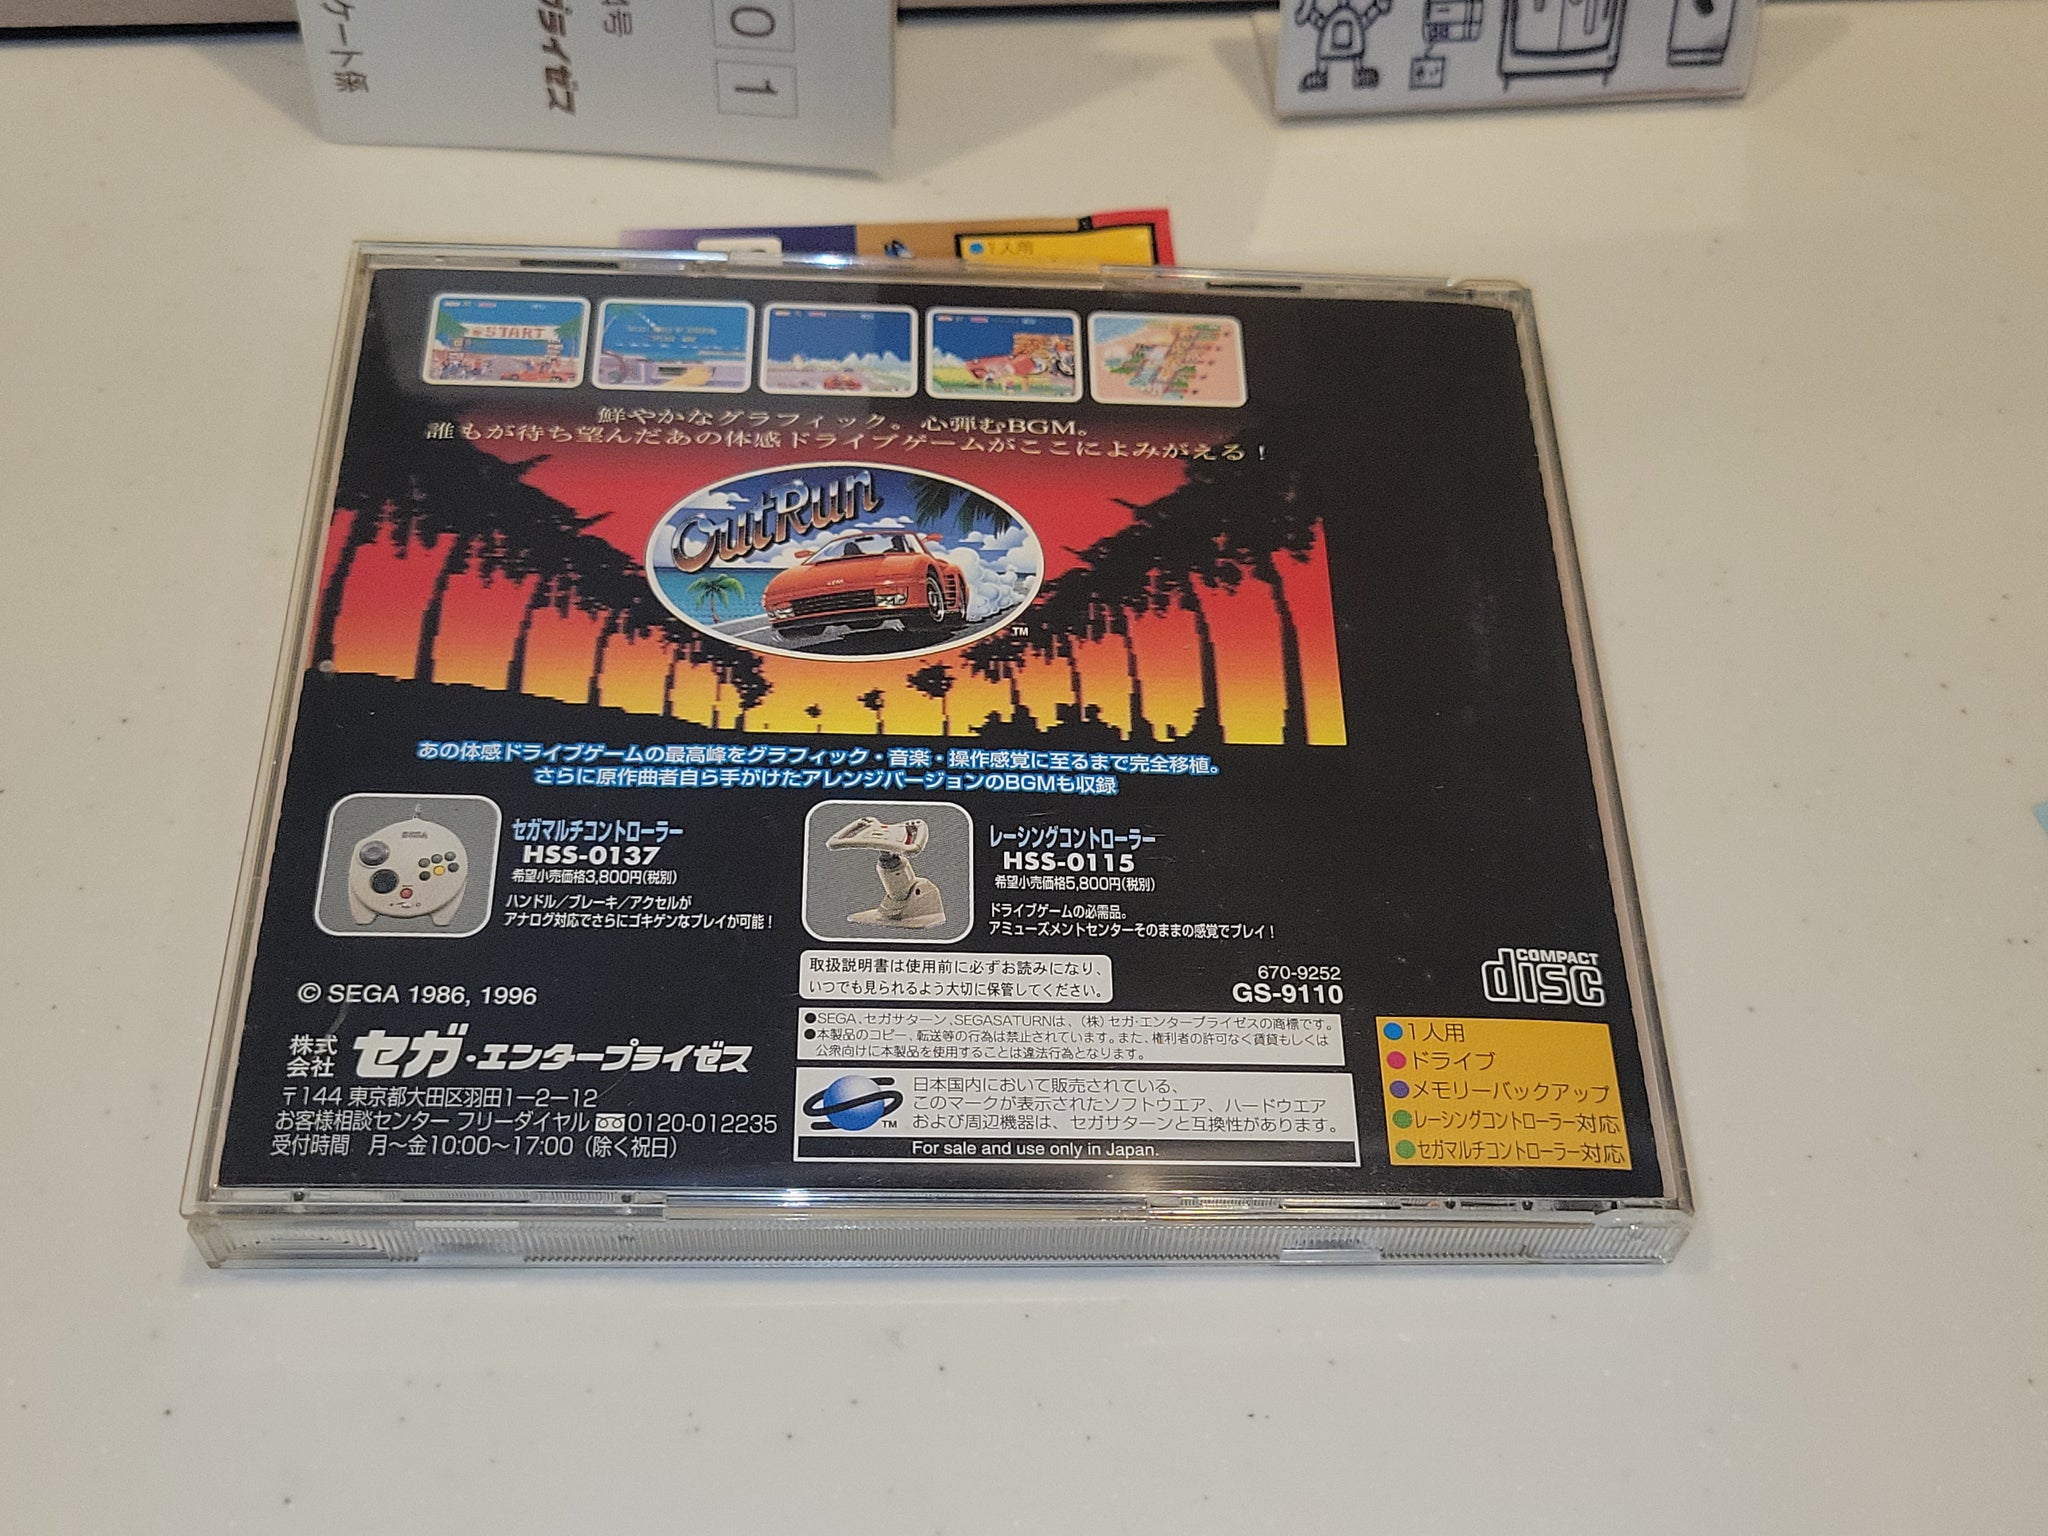 ケート係
グライゼス
号
0
1
1人用
START
鮮やかなグラフィック。心弾むBGM。
誰もが待ち望んだあの体感ドライブゲームがここによみがえる!
OutRun
TM
あの体感ドライブゲームの最高峰をグラフィック・音楽・操作感覚に至るまで完全移植。
さらに原作曲者自ら手がけたアレンジバージョンのBGMも収録
SEGA
セガマルチコントローラー
HSS-0137
希望小売価格3,800円(税別)
ハンドル/ブレーキ/アクセルが
アナログ対応でさらにゴキゲンなプレイが可能!
レーシングコントローラー
HSS-0115
希望小売価格5,800円(税別)
ドライブゲームの必需品。
アミューズメントセンターそのままの感覚でプレイ!
© SEGA 1986, 1996
株式会社 セガ・エンタープライゼス
〒144 東京都大田区羽田1-2-12
お客様相談センター フリーダイヤル 0120-012235
受付時間 月~金10:00~17:00(除く祝日)
取扱説明書は使用前に必ずお読みになり、
いつでも見られるよう大切に保管してください。
670-9252
GS-9110
●SEGA、セガサターン、SEGASATURNは、(株)セガ・エンタープライゼスの商標です。
●本製品のコピー、転送等の行為は禁止されています。また、権利者の許可なく賃貸もしくは
公衆向けに本製品を使用することは違法行為となります。
TM
日本国内において販売されている、
このマークが表示されたソフトウエア、ハードウエア
および周辺機器は、セガサターンと互換性があります。
For sale and use only in Japan.
COMPACT
disc
●1人用
●ドライブ
●メモリーバックアップ
●レーシングコントローラー対応
●セガマルチコントローラー対応